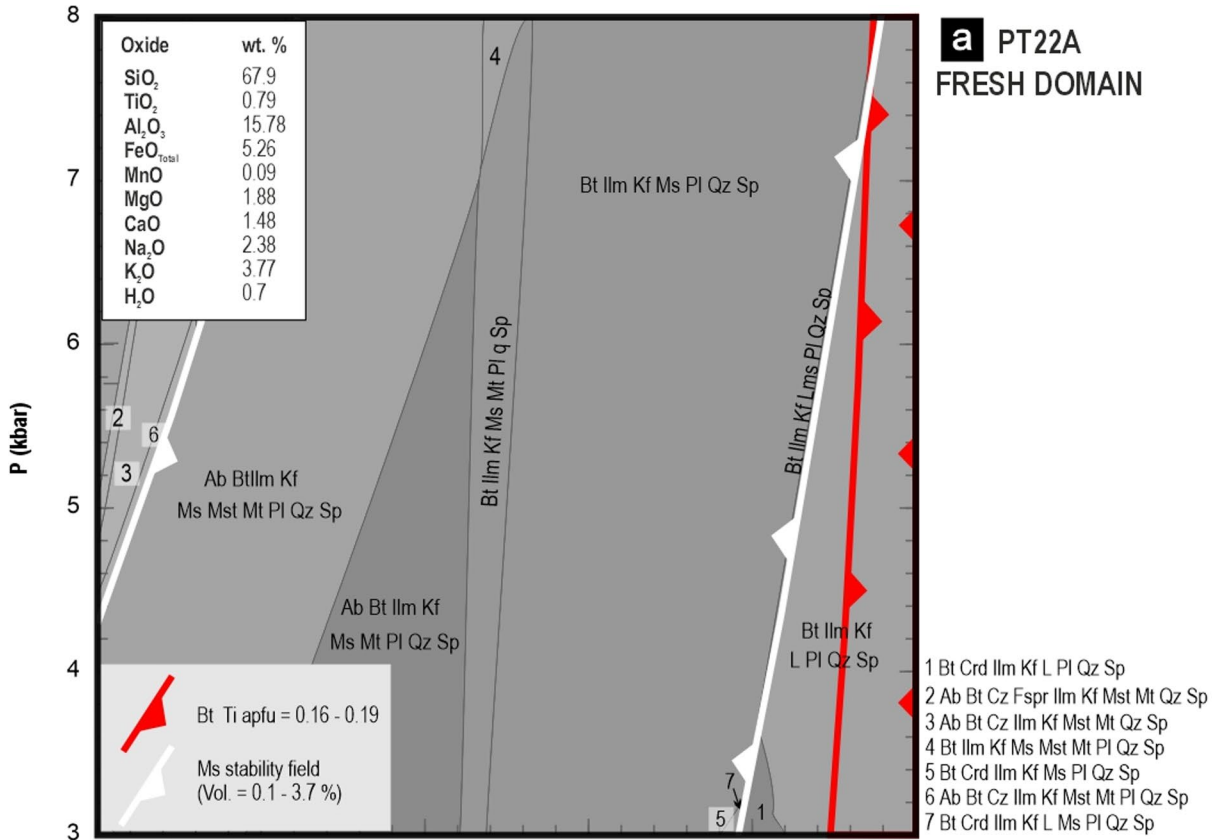 a PT22A
FRESH DOMAIN
Oxide wt. %
SiO₂ 67.9
TiO₂ 0.79
Al₂O₃ 15.78
FeO_Total 5.26
MnO 0.09
MgO 1.88
CaO 1.48
Na₂O 2.38
K₂O 3.77
H₂O 0.7
P (kbar)
8
7
6
5
4
3
4
2
6
3
Bt Ilm Kf Ms Pl Qz Sp
Bt Ilm Kf Ms Mt Pl q Sp
Bt Ilm Kf Lms Pl Qz Sp
Ab BtIlm Kf
Ms Mst Mt Pl Qz Sp
Ab Bt Ilm Kf
Ms Mt Pl Qz Sp
Bt Ilm Kf
L Pl Qz Sp
7
5
1
Bt Ti apfu = 0.16 - 0.19
Ms stability field
(Vol. = 0.1 - 3.7 %)
1 Bt Crd Ilm Kf L Pl Qz Sp
2 Ab Bt Cz Fspr Ilm Kf Mst Mt Qz Sp
3 Ab Bt Cz Ilm Kf Mst Mt Qz Sp
4 Bt Ilm Kf Ms Mst Mt Pl Qz Sp
5 Bt Crd Ilm Kf Ms Pl Qz Sp
6 Ab Bt Cz Ilm Kf Mst Mt Pl Qz Sp
7 Bt Crd Ilm Kf L Ms Pl Qz Sp